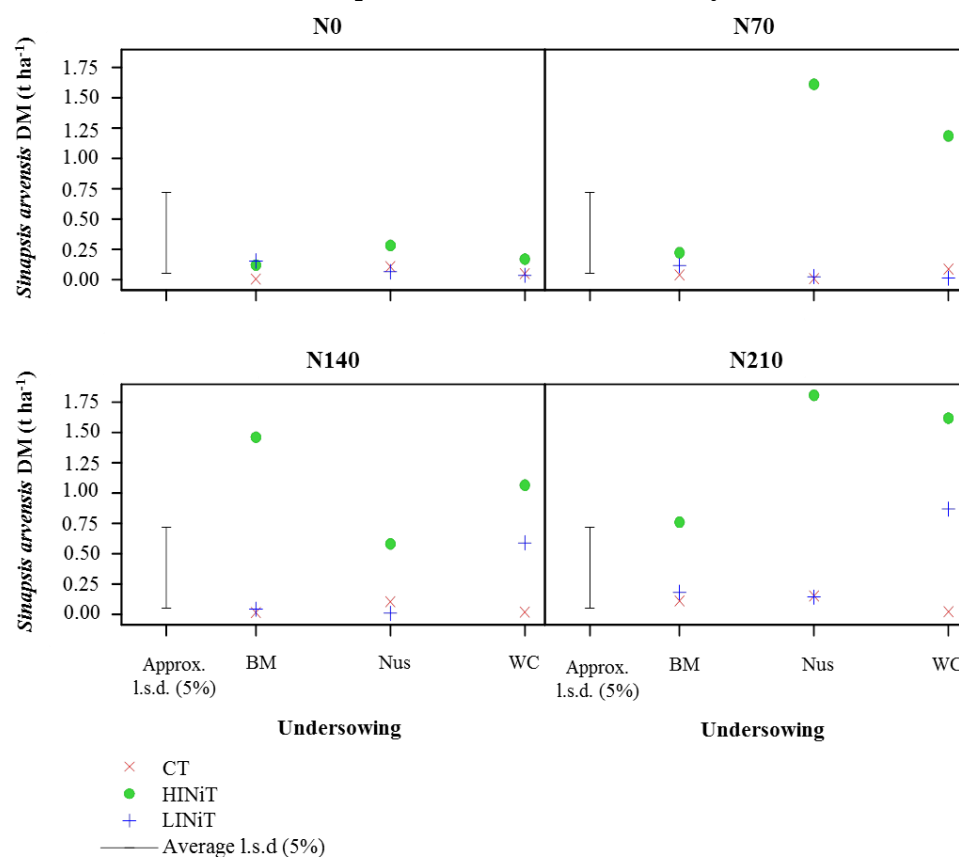 N0
N70
1.75
1.50
1.25
1.00
0.75
0.50
0.25
0.00
Sinapsis arvensis DM (t ha-1)
N140
N210
1.75
1.50
1.25
1.00
0.75
0.50
0.25
0.00
Sinapsis arvensis DM (t ha-1)
Approx. l.s.d. (5%)
BM
Nus
WC
Approx. l.s.d. (5%)
BM
Nus
WC
Undersowing
Undersowing
CT
HINiT
LINiT
Average l.s.d (5%)